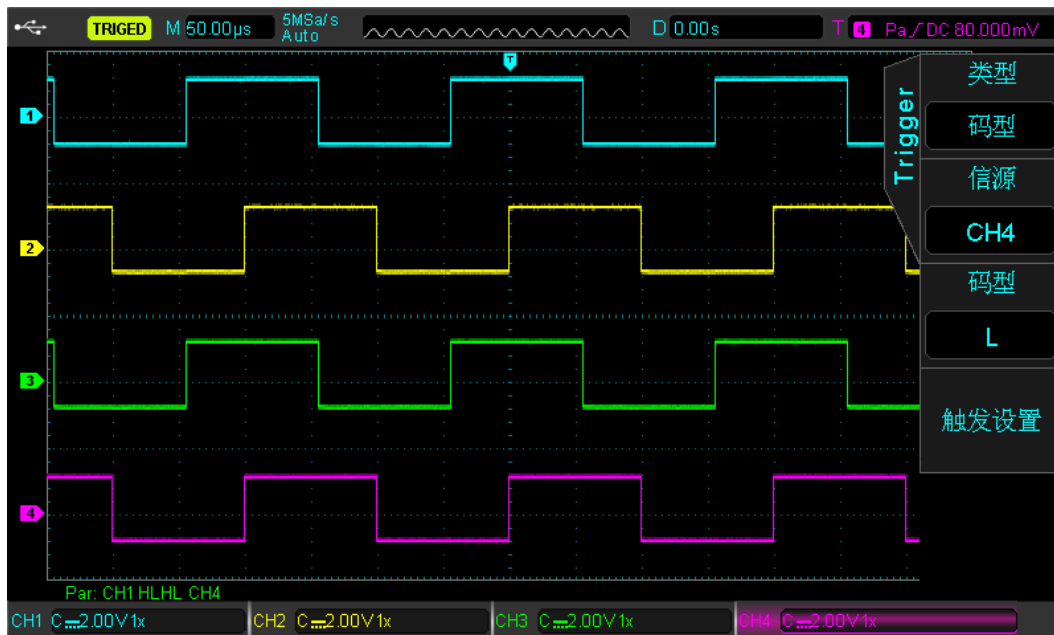 TRIGED M 50.00μs 5MSa/s Auto D 0.00s T 4 Pa DC 80.000mV
T
Trigger
类型
码型
信源
CH4
码型
L
触发设置
1
2
3
4
Par: CH1 HLHL CH4
CH1 C 2.00V 1x CH2 C 2.00V 1x CH3 C 2.00V 1x CH4 C 2.00V 1x